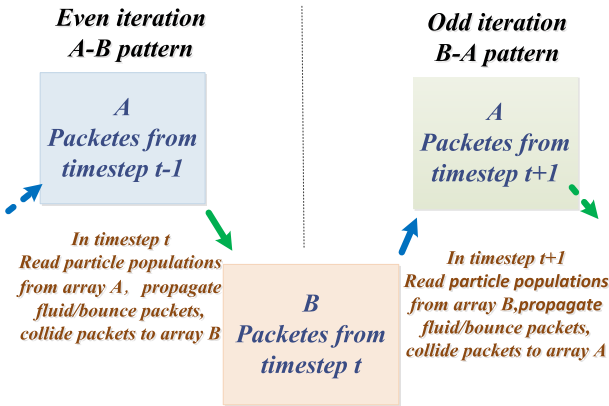 Even iteration
A-B pattern
Odd iteration
B-A pattern
A
Packetes from
timestep t-1
A
Packetes from
timestep t+1
In timestep t
Read particle populations
from array A, propagate
fluid/bounce packets,
collide packets to array B
B
Packetes from
timestep t
In timestep t+1
Read particle populations
from array B,propagate
fluid/bounce packets,
collide packets to array A